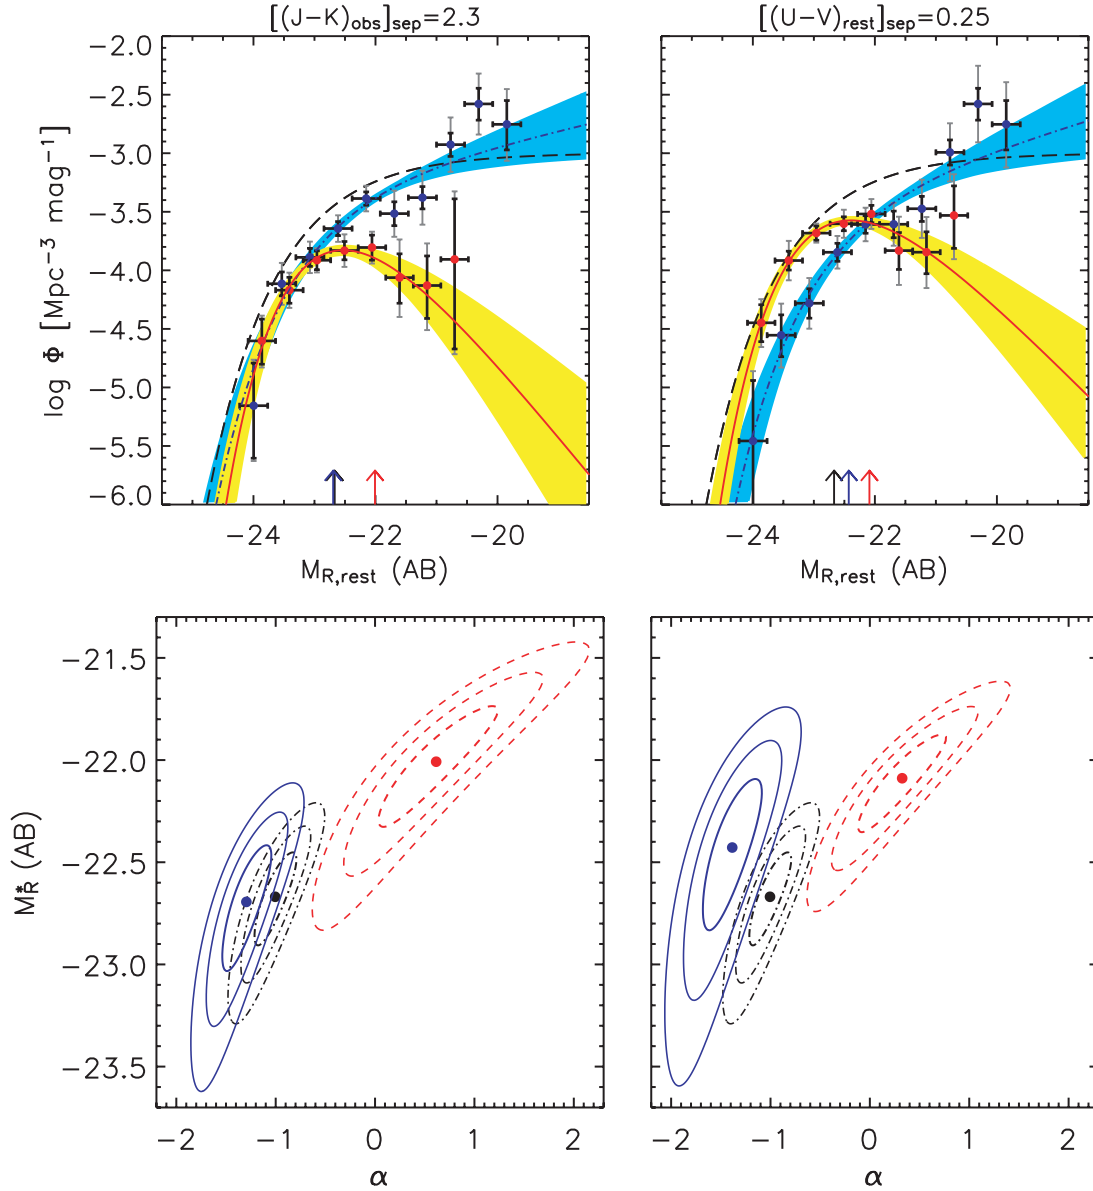 [(J−K)obs]sep=2.3
[(U−V)rest]sep=0.25
log Φ [Mpc−3 mag−1]
−2.0
−2.5
−3.0
−3.5
−4.0
−4.5
−5.0
−5.5
−6.0
−24 −22 −20
−24 −22 −20
MR,rest (AB)
MR,rest (AB)
M*R (AB)
−21.5
−22.0
−22.5
−23.0
−23.5
−2 −1 0 1 2
−2 −1 0 1 2
α
α